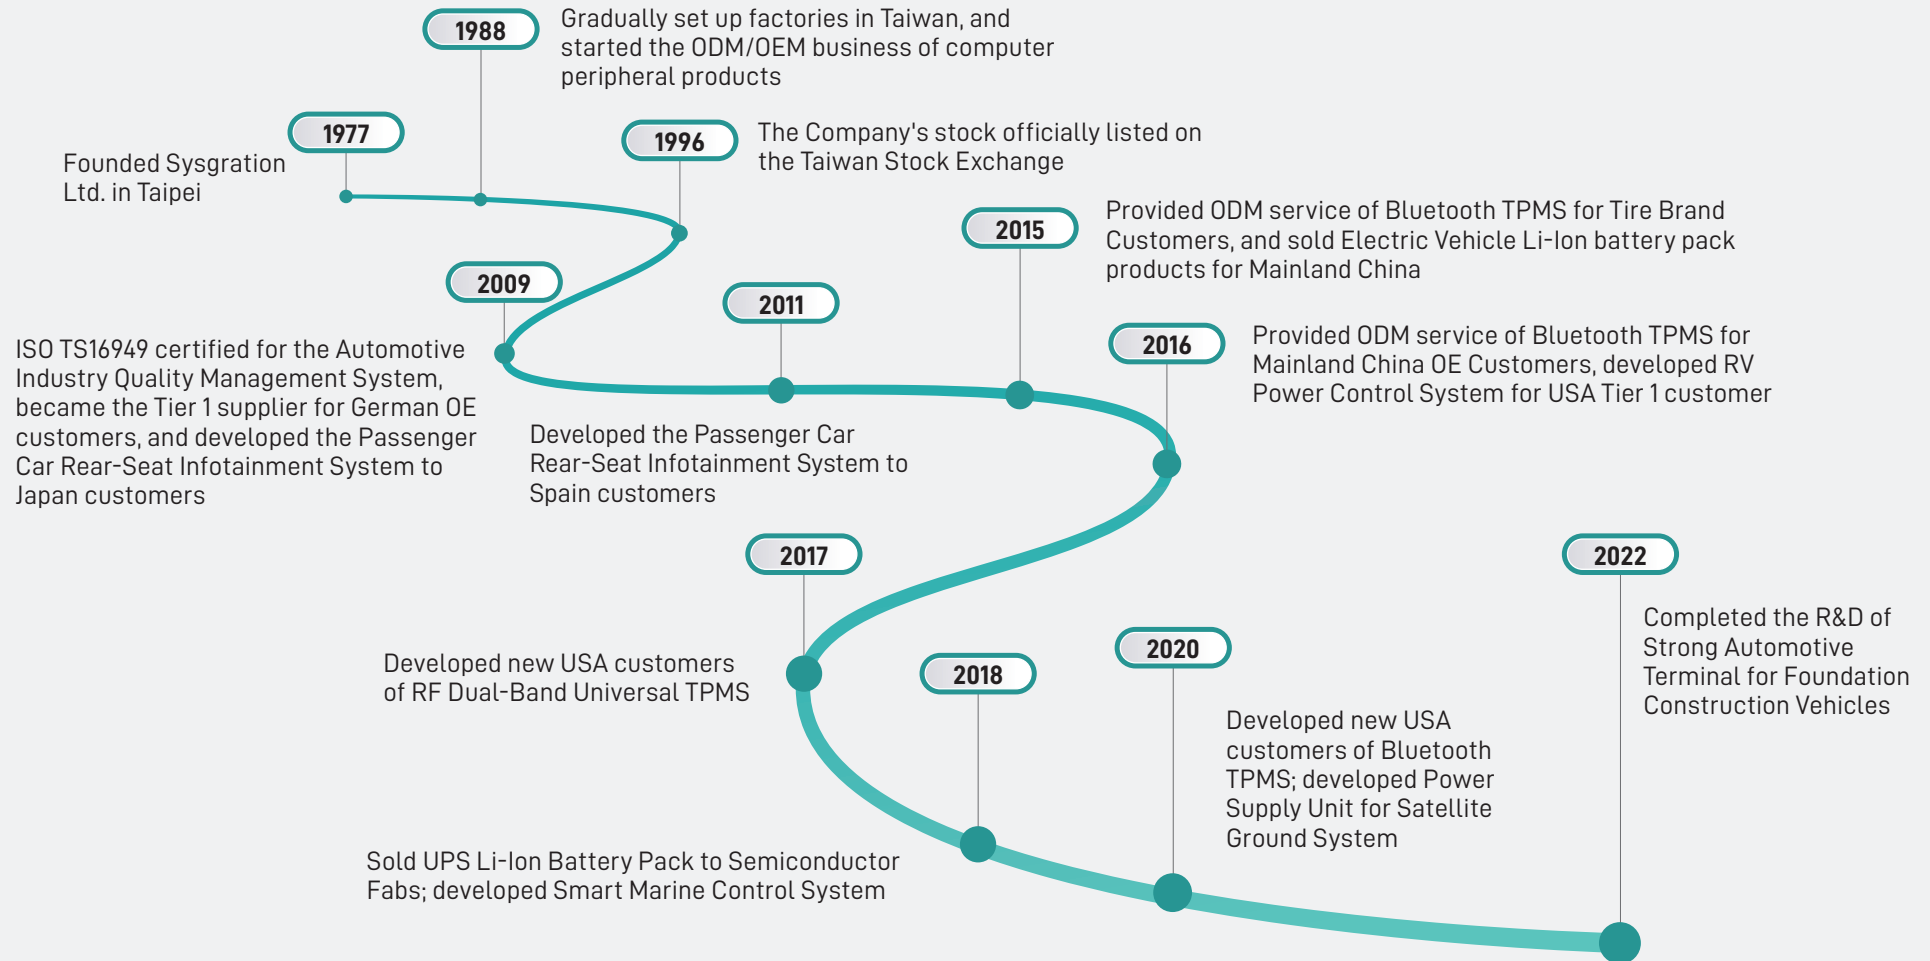 1977
Founded Sysgration
Ltd. in Taipei
1988
Gradually set up factories in Taiwan, and
started the ODM/OEM business of computer
peripheral products
1996
The Company's stock officially listed on
the Taiwan Stock Exchange
2009
ISO TS16949 certified for the Automotive
Industry Quality Management System,
became the Tier 1 supplier for German OE
customers, and developed the Passenger
Car Rear-Seat Infotainment System to
Japan customers
2011
Developed the Passenger Car
Rear-Seat Infotainment System to
Spain customers
2015
Provided ODM service of Bluetooth TPMS for Tire Brand
Customers, and sold Electric Vehicle Li-Ion battery pack
products for Mainland China
2016
Provided ODM service of Bluetooth TPMS for
Mainland China OE Customers, developed RV
Power Control System for USA Tier 1 customer
2017
Developed new USA customers
of RF Dual-Band Universal TPMS
2018
Sold UPS Li-Ion Battery Pack to Semiconductor
Fabs; developed Smart Marine Control System
2020
Developed new USA
customers of Bluetooth
TPMS; developed Power
Supply Unit for Satellite
Ground System
2022
Completed the R&D of
Strong Automotive
Terminal for Foundation
Construction Vehicles